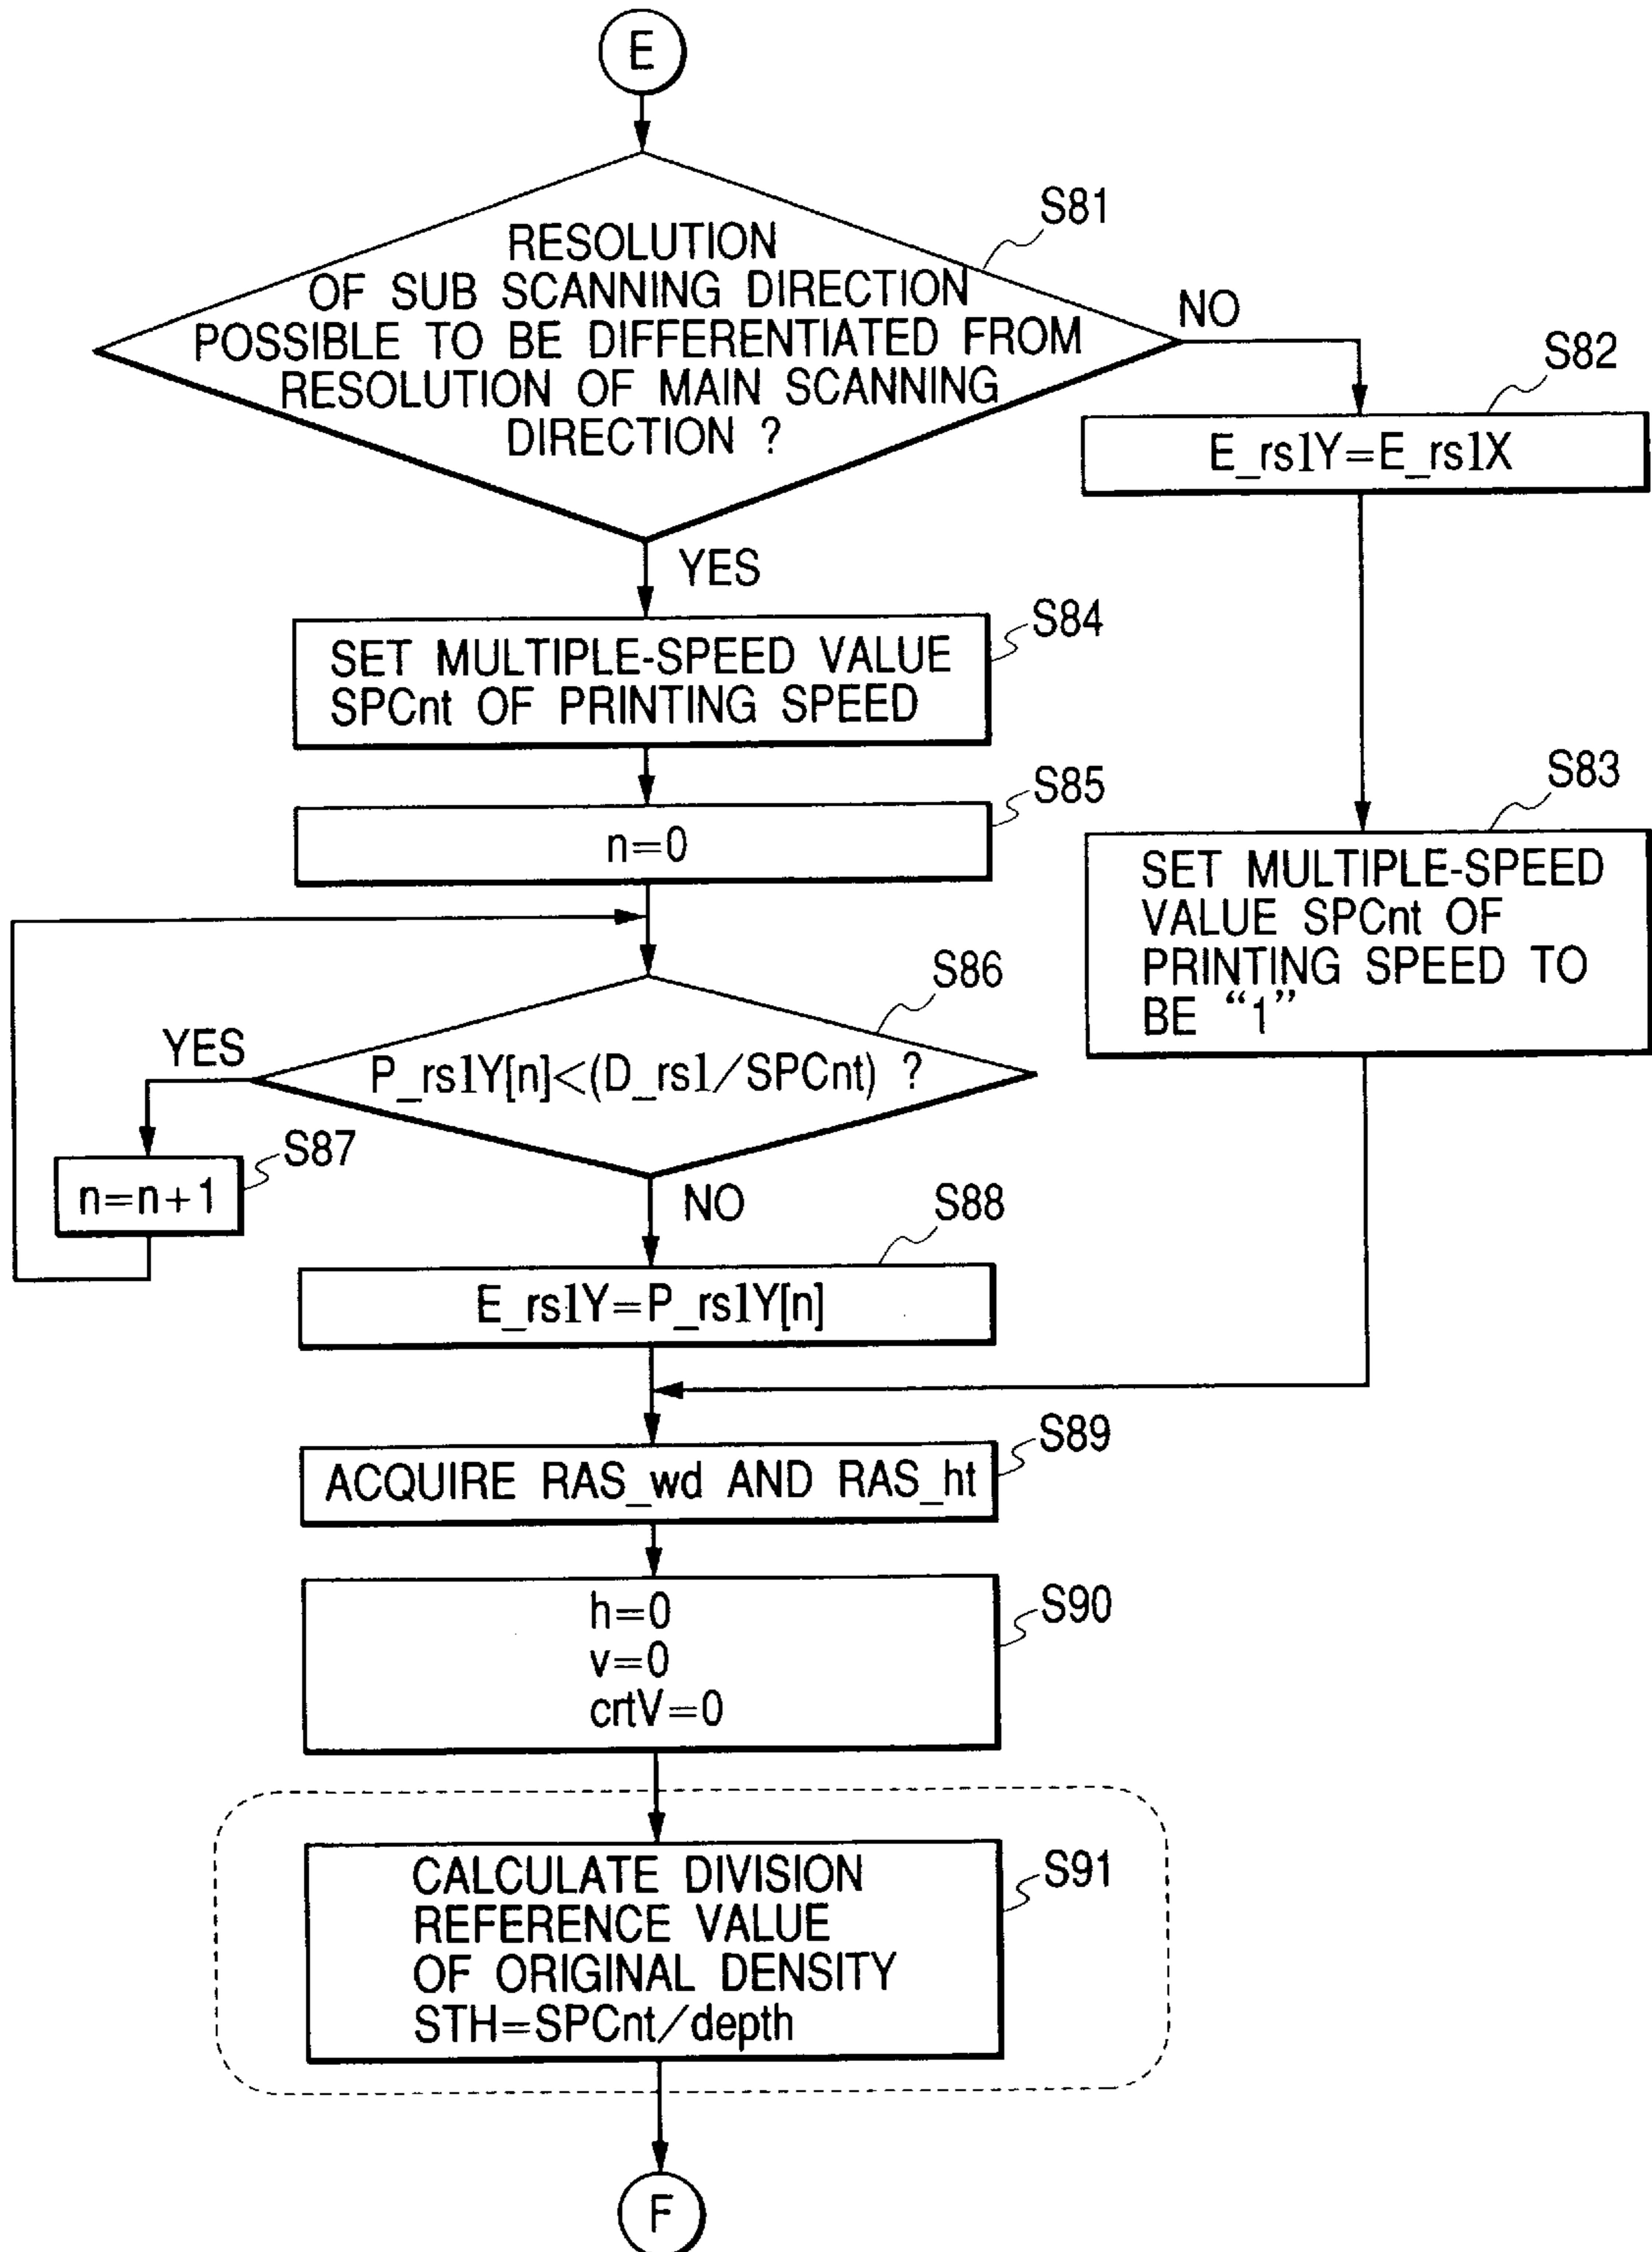 E
S81
RESOLUTION
OF SUB SCANNING DIRECTION
POSSIBLE TO BE DIFFERENTIATED FROM
RESOLUTION OF MAIN SCANNING
DIRECTION ?
NO
S82
E_rs1Y=E_rs1X
YES
S84
SET MULTIPLE-SPEED VALUE
SPCnt OF PRINTING SPEED
S85
n=0
S83
SET MULTIPLE-SPEED
VALUE SPCnt OF
PRINTING SPEED TO
BE “1”
S86
YES
P_rs1Y[n]<(D_rs1/SPCnt) ?
S87
n=n+1
NO
S88
E_rs1Y=P_rs1Y[n]
S89
ACQUIRE RAS_wd AND RAS_ht
S90
h=0
v=0
crtV=0
S91
CALCULATE DIVISION
REFERENCE VALUE
OF ORIGINAL DENSITY
STH=SPCnt/depth
F